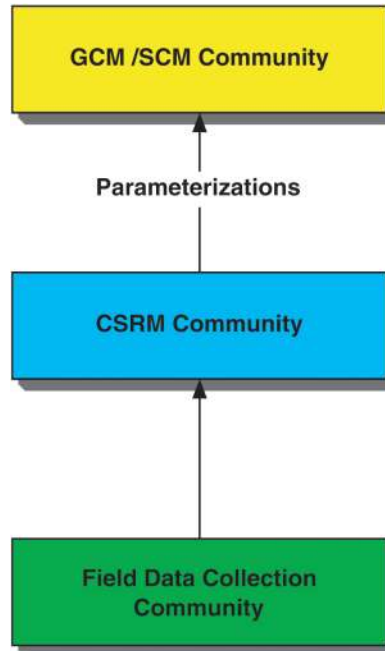 GCM /SCM Community
Parameterizations
CSRM Community
Field Data Collection
Community